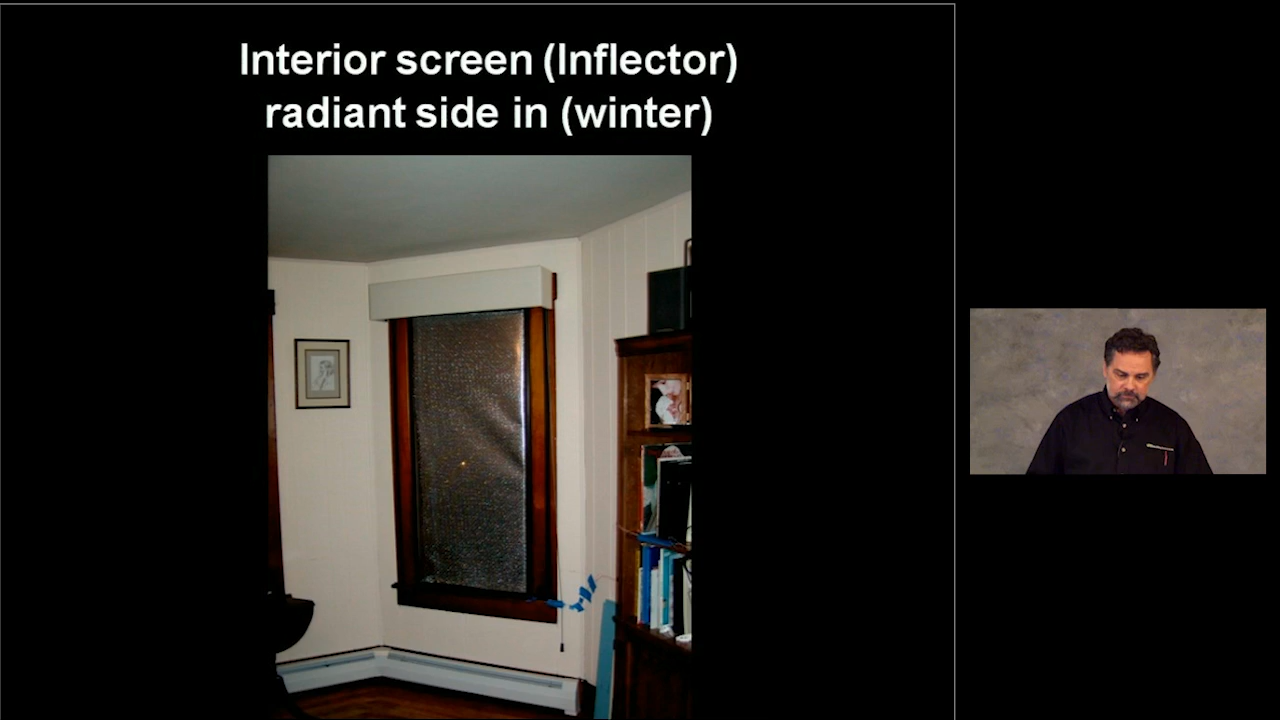 Interior screen (Inflector)
radiant side in (winter)